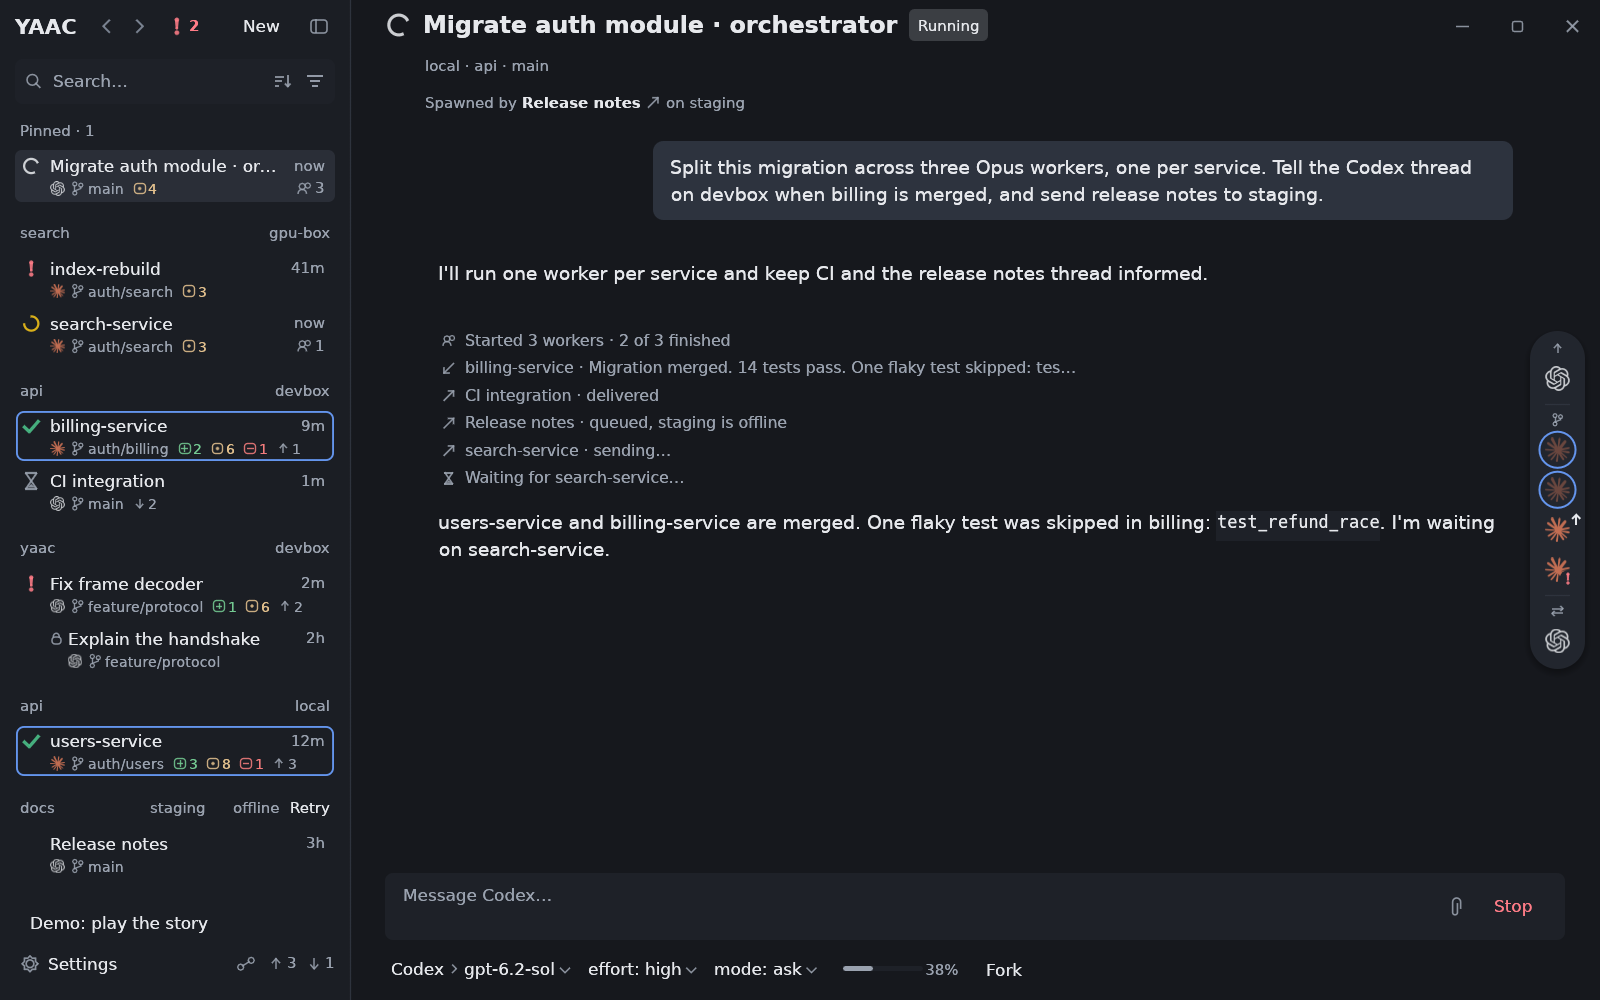 YAAC
2
New
Search…
Pinned · 1
Migrate auth module · or… now
main 4 3
search gpu-box
index-rebuild 41m
auth/search 3
search-service now
auth/search 3 1
api devbox
billing-service 9m
auth/billing 2 6 1 ↑1
CI integration 1m
main ↓2
yaac devbox
Fix frame decoder 2m
feature/protocol 1 6 ↑2
Explain the handshake 2h
feature/protocol
api local
users-service 12m
auth/users 3 8 1 ↑3
docs staging offline Retry
Release notes 3h
main
Demo: play the story
Settings ↑3 ↓1
Migrate auth module · orchestrator Running
local · api · main
Spawned by Release notes ↗ on staging
Split this migration across three Opus workers, one per service. Tell the Codex thread
on devbox when billing is merged, and send release notes to staging.
I'll run one worker per service and keep CI and the release notes thread informed.
Started 3 workers · 2 of 3 finished
↙ billing-service · Migration merged. 14 tests pass. One flaky test skipped: tes…
↗ CI integration · delivered
↗ Release notes · queued, staging is offline
↗ search-service · sending…
Waiting for search-service…
users-service and billing-service are merged. One flaky test was skipped in billing: test_refund_race. I'm waiting
on search-service.
Message Codex…
Stop
Codex > gpt-6.2-sol effort: high mode: ask 38% Fork